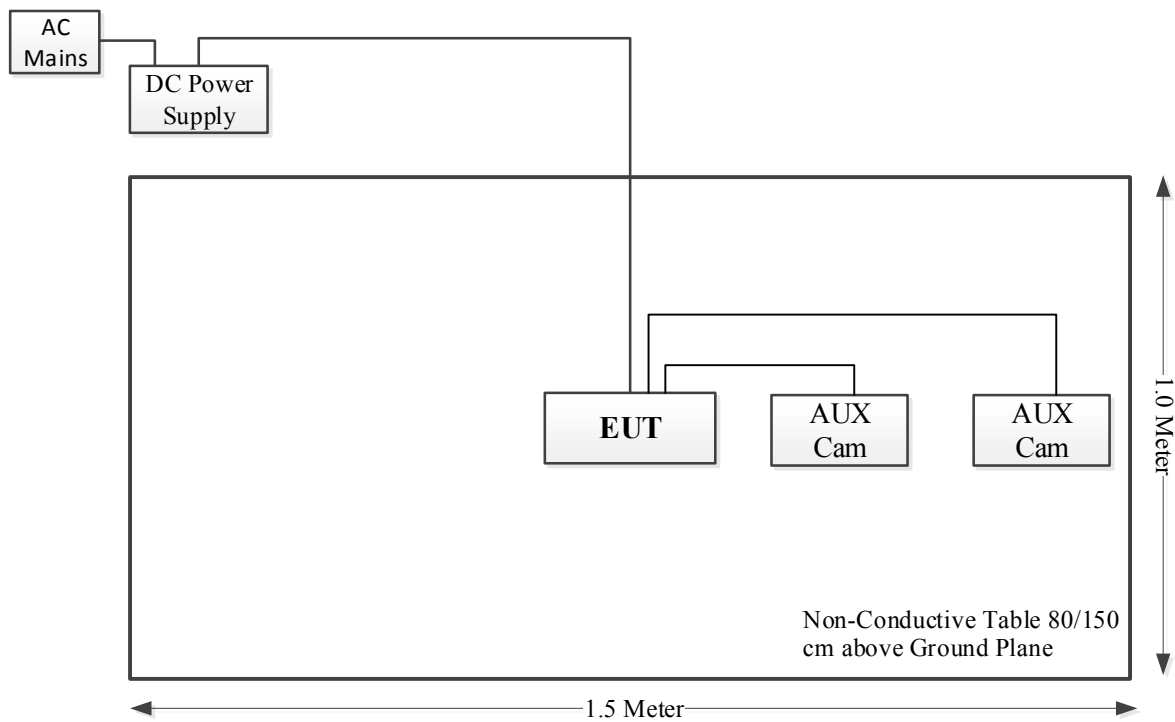 AC
Mains
DC Power
Supply
EUT
AUX
Cam
AUX
Cam
1.0 Meter
Non-Conductive Table 80/150
cm above Ground Plane
1.5 Meter